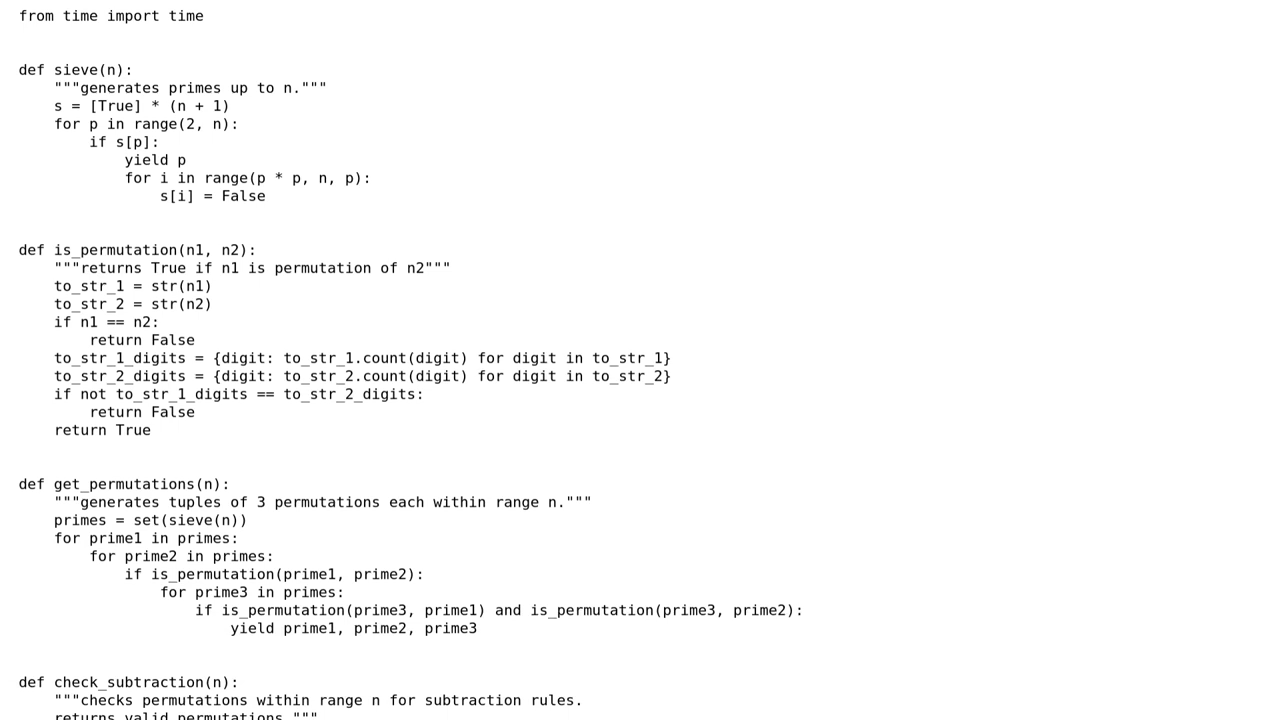 from time import time


def sieve(n):
    """generates primes up to n."""
    s = [True] * (n + 1)
    for p in range(2, n):
        if s[p]:
            yield p
            for i in range(p * p, n, p):
                s[i] = False


def is_permutation(n1, n2):
    """returns True if n1 is permutation of n2"""
    to_str_1 = str(n1)
    to_str_2 = str(n2)
    if n1 == n2:
        return False
    to_str_1_digits = {digit: to_str_1.count(digit) for digit in to_str_1}
    to_str_2_digits = {digit: to_str_2.count(digit) for digit in to_str_2}
    if not to_str_1_digits == to_str_2_digits:
        return False
    return True


def get_permutations(n):
    """generates tuples of 3 permutations each within range n."""
    primes = set(sieve(n))
    for prime1 in primes:
        for prime2 in primes:
            if is_permutation(prime1, prime2):
                for prime3 in primes:
                    if is_permutation(prime3, prime1) and is_permutation(prime3, prime2):
                        yield prime1, prime2, prime3


def check_subtraction(n):
    """checks permutations within range n for subtraction rules.
    returns valid permutations."""